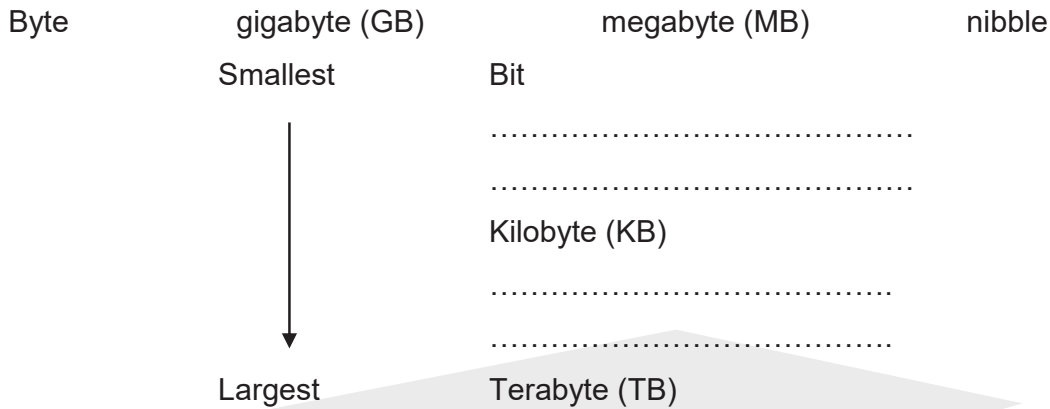 Byte gigabyte (GB) megabyte (MB) nibble
Smallest Bit
……………………………………
……………………………………
Kilobyte (KB)
………………………………….
………………………………….
Largest Terabyte (TB)